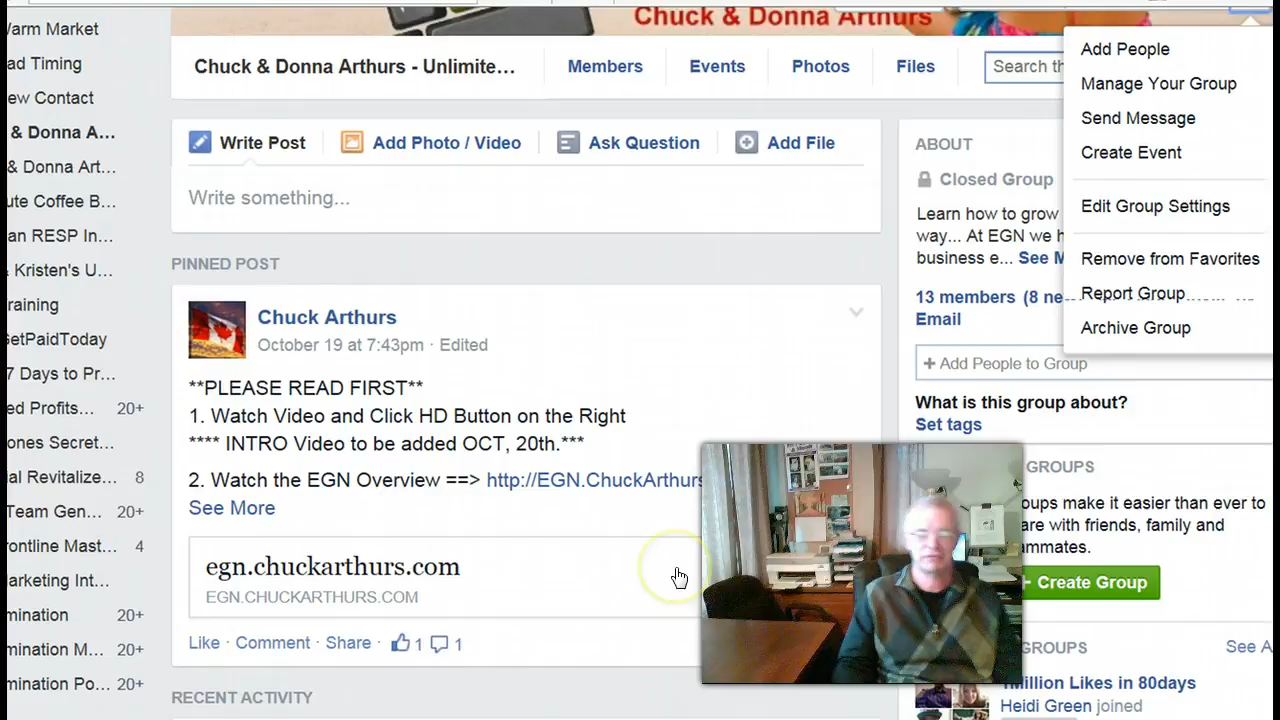 Chuck & Donna Arthurs
Warm Market
ad Timing
ew Contact
& Donna A...
& Donna Art...
ute Coffee B...
an RESP In...
& Kristen's U...
raining
GetPaidToday
7 Days to Pr...
ed Profits... 20+
ones Secret...
ial Revitalize... 8
Team Gen... 20+
rontline Mast... 4
arketing Int...
mination 20+
mination M... 20+
mination Po... 20+
Chuck & Donna Arthurs - Unlimite... Members Events Photos Files Search th
Write Post Add Photo / Video Ask Question Add File
Write something...
PINNED POST
Chuck Arthurs
October 19 at 7:43pm · Edited
**PLEASE READ FIRST**
1. Watch Video and Click HD Button on the Right
**** INTRO Video to be added OCT, 20th.***
2. Watch the EGN Overview ==> http://EGN.ChuckArthurs
See More
egn.chuckarthurs.com
EGN.CHUCKARTHURS.COM
Like · Comment · Share · 1 1
RECENT ACTIVITY
Add People
Manage Your Group
Send Message
Create Event
Edit Group Settings
Remove from Favorites
Report Group
Archive Group
ABOUT
Closed Group
Learn how to grow
way... At EGN we h
business e... See M
13 members (8 ne
Email
+ Add People to Group
What is this group about?
Set tags
GROUPS
oups make it easier than ever to
are with friends, family and
ammates.
+ Create Group
GROUPS See A
1Million Likes in 80days
Heidi Green joined